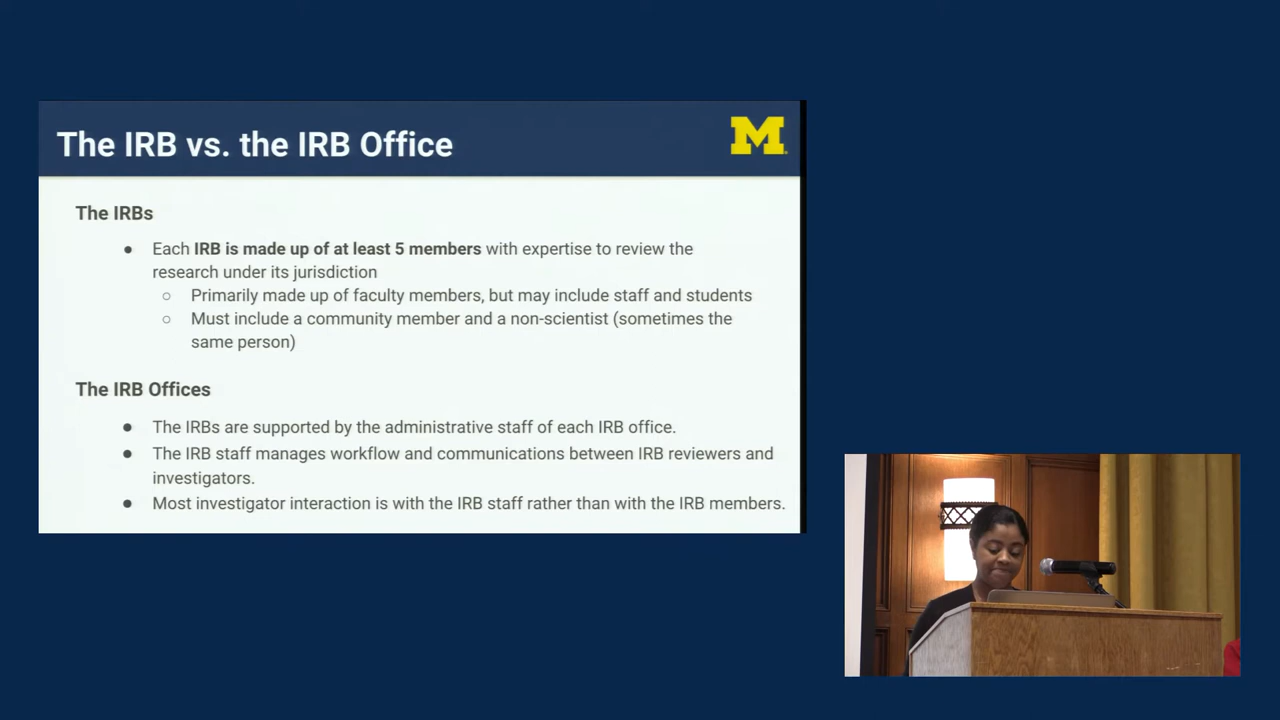 The IRB vs. the IRB Office
M
The IRBs
● Each IRB is made up of at least 5 members with expertise to review the
research under its jurisdiction
○ Primarily made up of faculty members, but may include staff and students
○ Must include a community member and a non-scientist (sometimes the
same person)
The IRB Offices
● The IRBs are supported by the administrative staff of each IRB office.
● The IRB staff manages workflow and communications between IRB reviewers and
investigators.
● Most investigator interaction is with the IRB staff rather than with the IRB members.